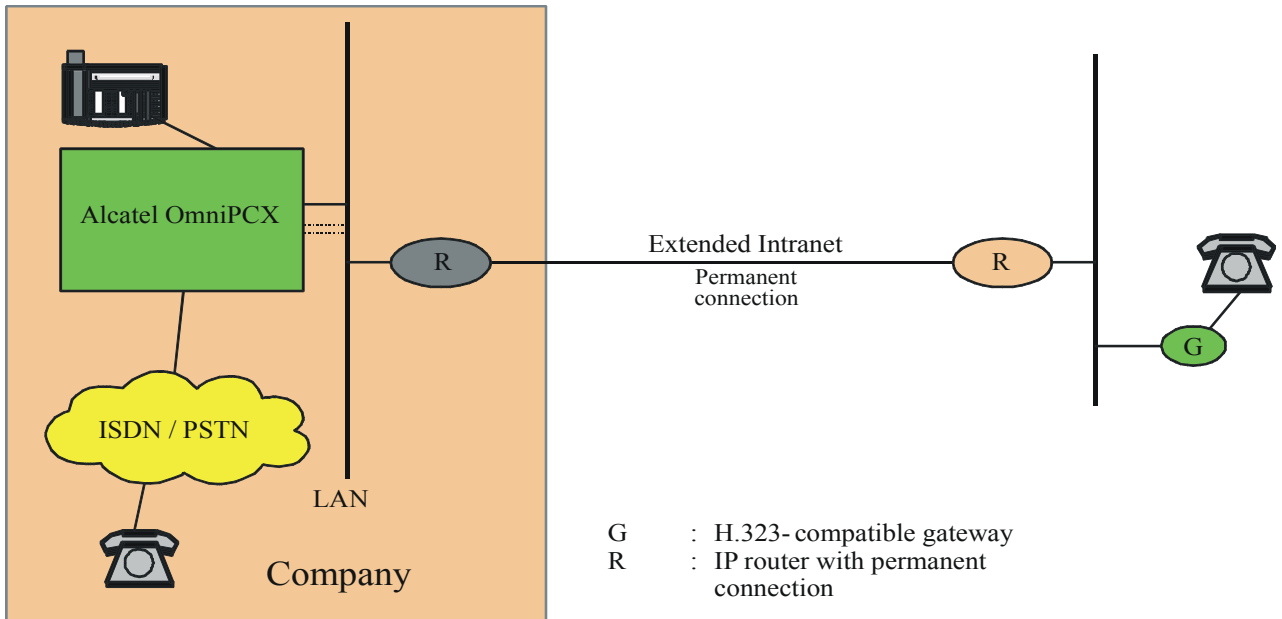 Alcatel OmniPCX
R
Extended Intranet
Permanent
connection
R
G
ISDN / PSTN
LAN
Company
G : H.323- compatible gateway
R : IP router with permanent
connection